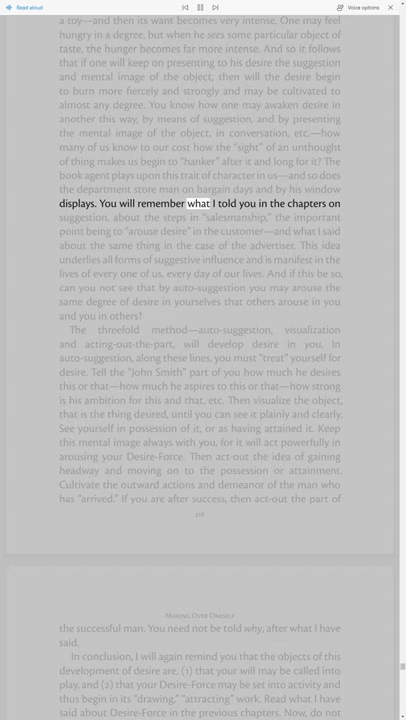 Read aloud
Voice options
a toy—and then its want becomes very intense. One may feel
hungry in a degree, but when he sees some particular object of
taste, the hunger becomes far more intense. And so it follows
that if one will keep on presenting to his desire the suggestion
and mental image of the object, then will the desire begin
to burn more fiercely and strongly and may be cultivated to
almost any degree. You know how one may awaken desire in
another this way, by means of suggestion, and by presenting
the mental image of the object, in conversation, etc.—how
many of us know to our cost how the “sight” of an unthought
of thing makes us begin to “hanker” after it and long for it? The
book agent plays upon this trait of character in us—and so does
the department store man on bargain days and by his window
displays. You will remember what I told you in the chapters on
suggestion, about the steps in “salesmanship,” the important
point being to “arouse desire” in the customer—and what I said
about the same thing in the case of the advertiser. This idea
underlies all forms of suggestive influence and is manifest in the
lives of every one of us, every day of our lives. And if this be so,
can you not see that by auto-suggestion you may arouse the
same degree of desire in yourselves that others arouse in you
and you in others?
The threefold method—auto-suggestion, visualization
and acting-out-the-part, will develop desire in you. In
auto-suggestion, along these lines, you must “treat” yourself for
desire. Tell the “John Smith” part of you how much he desires
this or that—how much he aspires to this or that—how strong
is his ambition for this and that, etc. Then visualize the object,
that is the thing desired, until you can see it plainly and clearly.
See yourself in possession of it, or as having attained it. Keep
this mental image always with you, for it will act powerfully in
arousing your Desire-Force. Then act-out the idea of gaining
headway and moving on to the possession or attainment.
Cultivate the outward actions and demeanor of the man who
has “arrived.” If you are after success, then act-out the part of
Making Over Oneself
the successful man. You need not be told why, after what I have
said.
In conclusion, I will again remind you that the objects of this
development of desire are, (1) that your will may be called into
play, and (2) that your Desire-Force may be set into activity and
thus begin in its “drawing,” “attracting” work. Read what I have
said about Desire-Force in the previous chapters. Now, do not